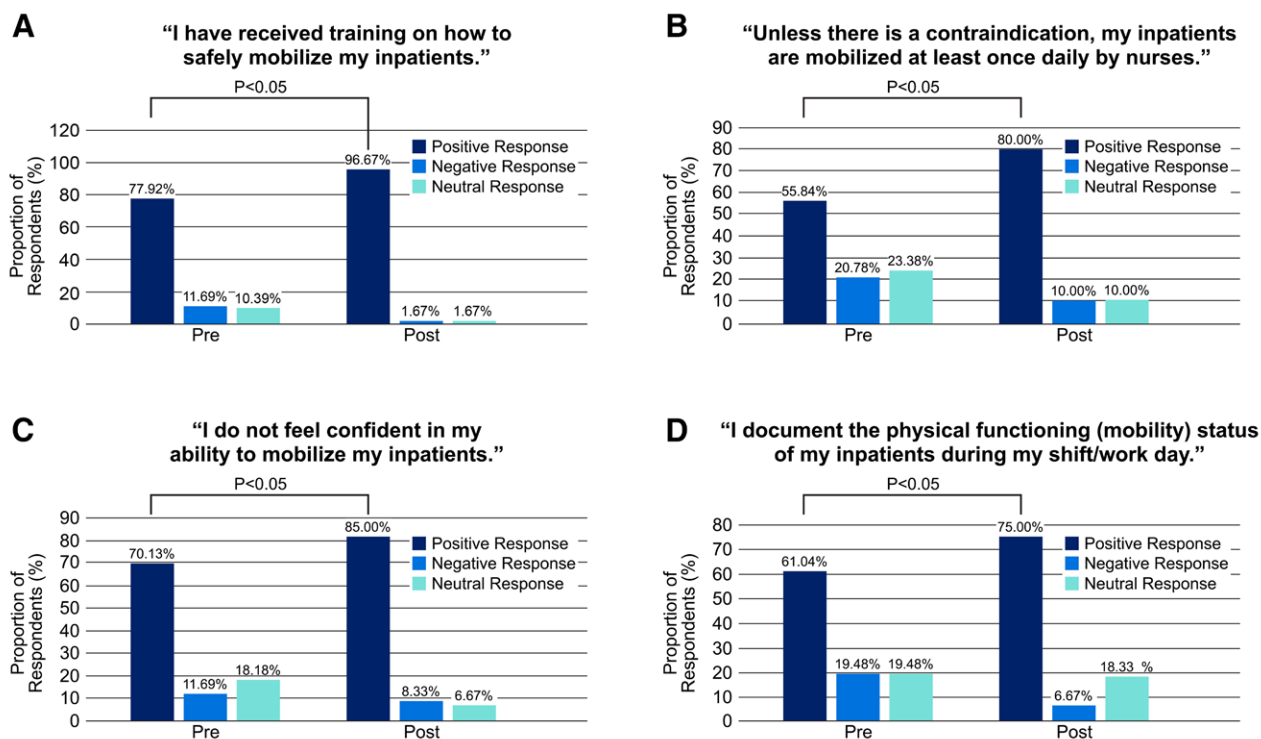 A
“I have received training on how to
safely mobilize my inpatients.”
P<0.05
Proportion of
Respondents (%)
120
100
80
60
40
20
0
77.92%
11.69%
10.39%
96.67%
1.67%
1.67%
Positive Response
Negative Response
Neutral Response
Pre
Post
B
“Unless there is a contraindication, my inpatients
are mobilized at least once daily by nurses.”
P<0.05
Proportion of
Respondents (%)
90
80
70
60
50
40
30
20
10
0
55.84%
20.78%
23.38%
80.00%
10.00%
10.00%
Positive Response
Negative Response
Neutral Response
Pre
Post
C
“I do not feel confident in my
ability to mobilize my inpatients.”
P<0.05
Proportion of
Respondents (%)
90
80
70
60
50
40
30
20
10
0
70.13%
11.69%
18.18%
85.00%
8.33%
6.67%
Positive Response
Negative Response
Neutral Response
Pre
Post
D
“I document the physical functioning (mobility) status
of my inpatients during my shift/work day.”
P<0.05
Proportion of
Respondents (%)
80
70
60
50
40
30
20
10
0
61.04%
19.48%
19.48%
75.00%
6.67%
18.33 %
Positive Response
Negative Response
Neutral Response
Pre
Post